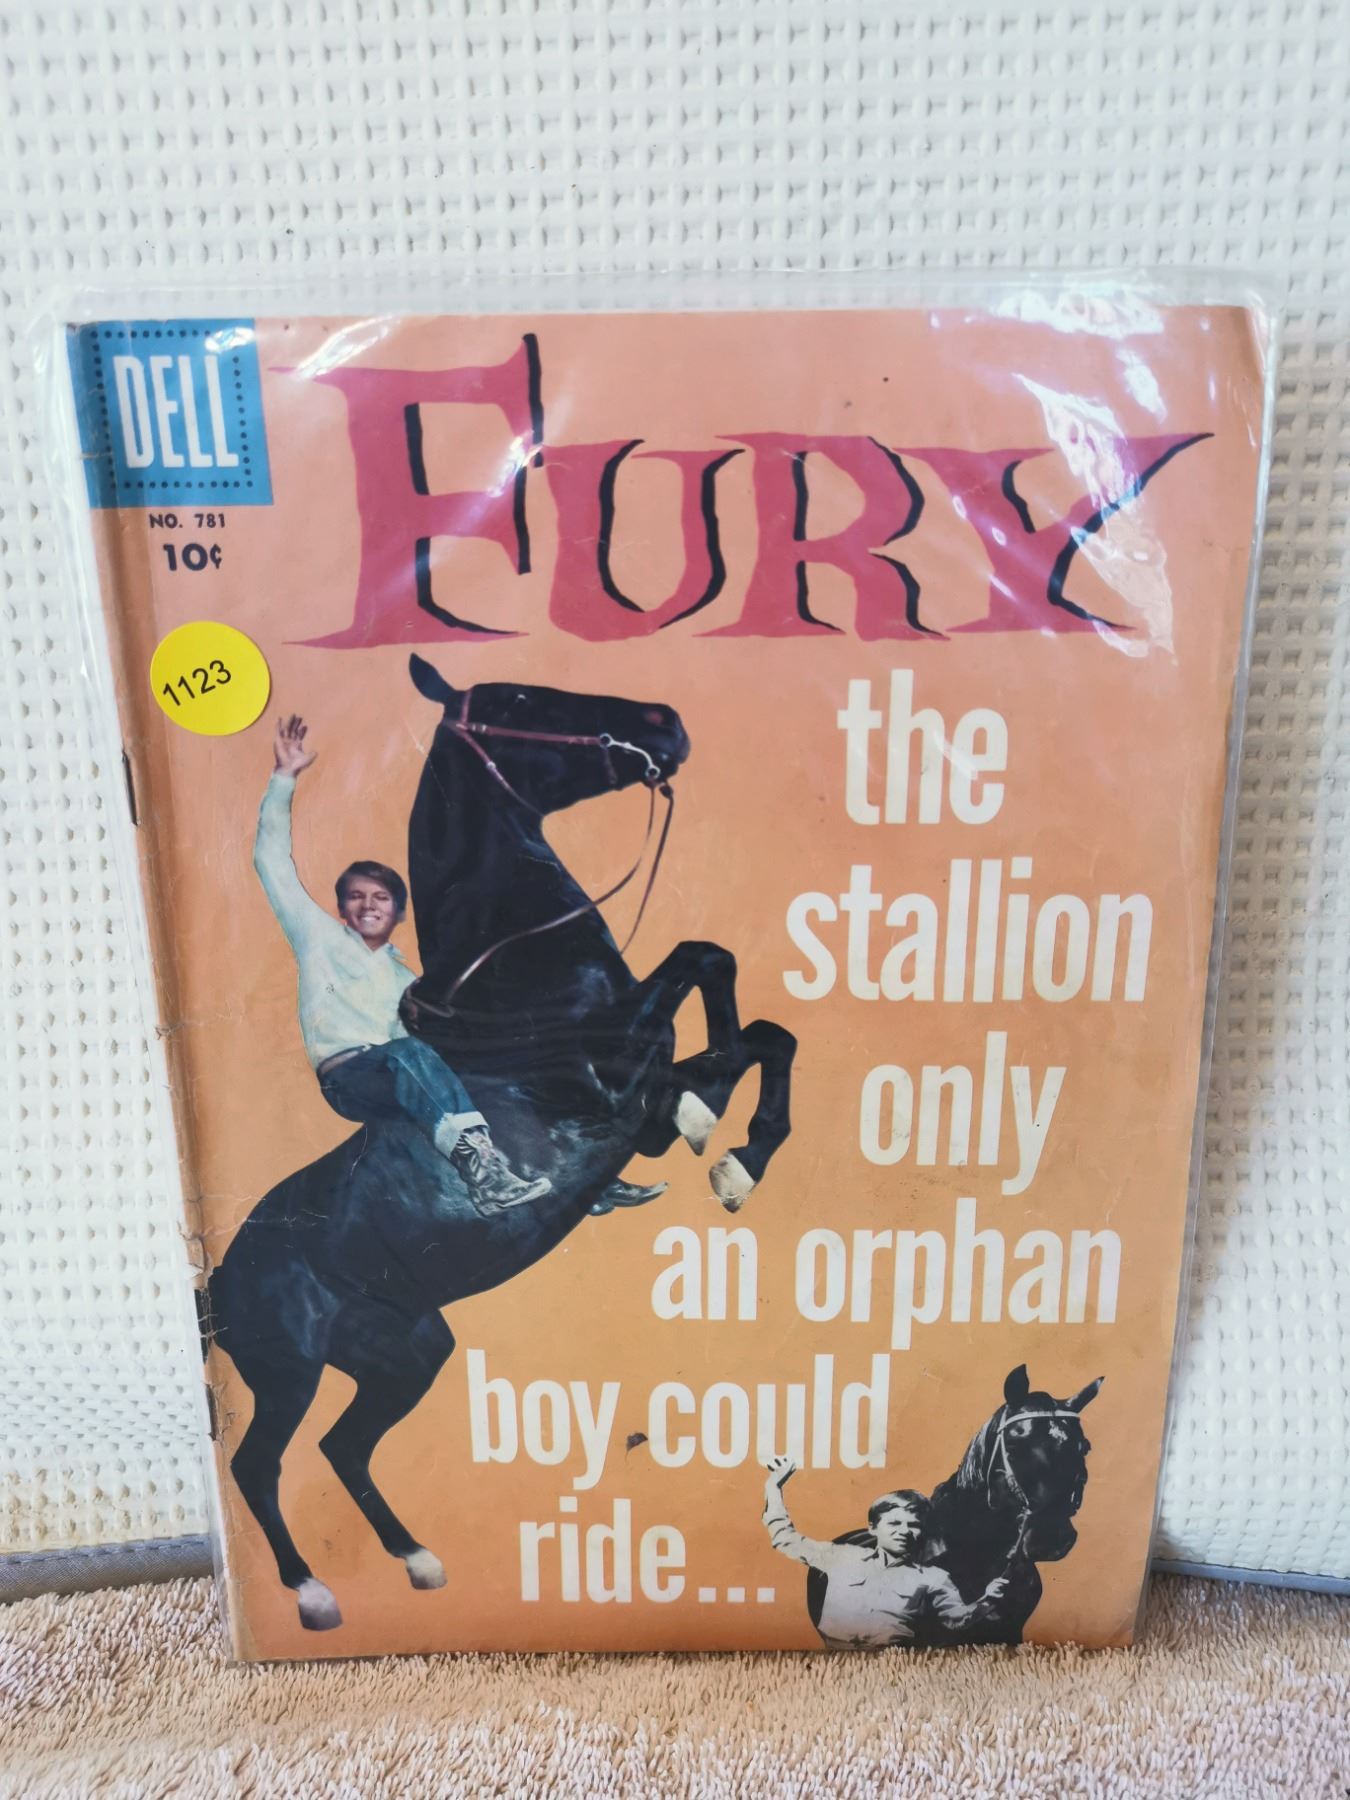 DELL
NO. 781
10¢
FURY
1123
the
stallion
only
an orphan
boy could
ride...